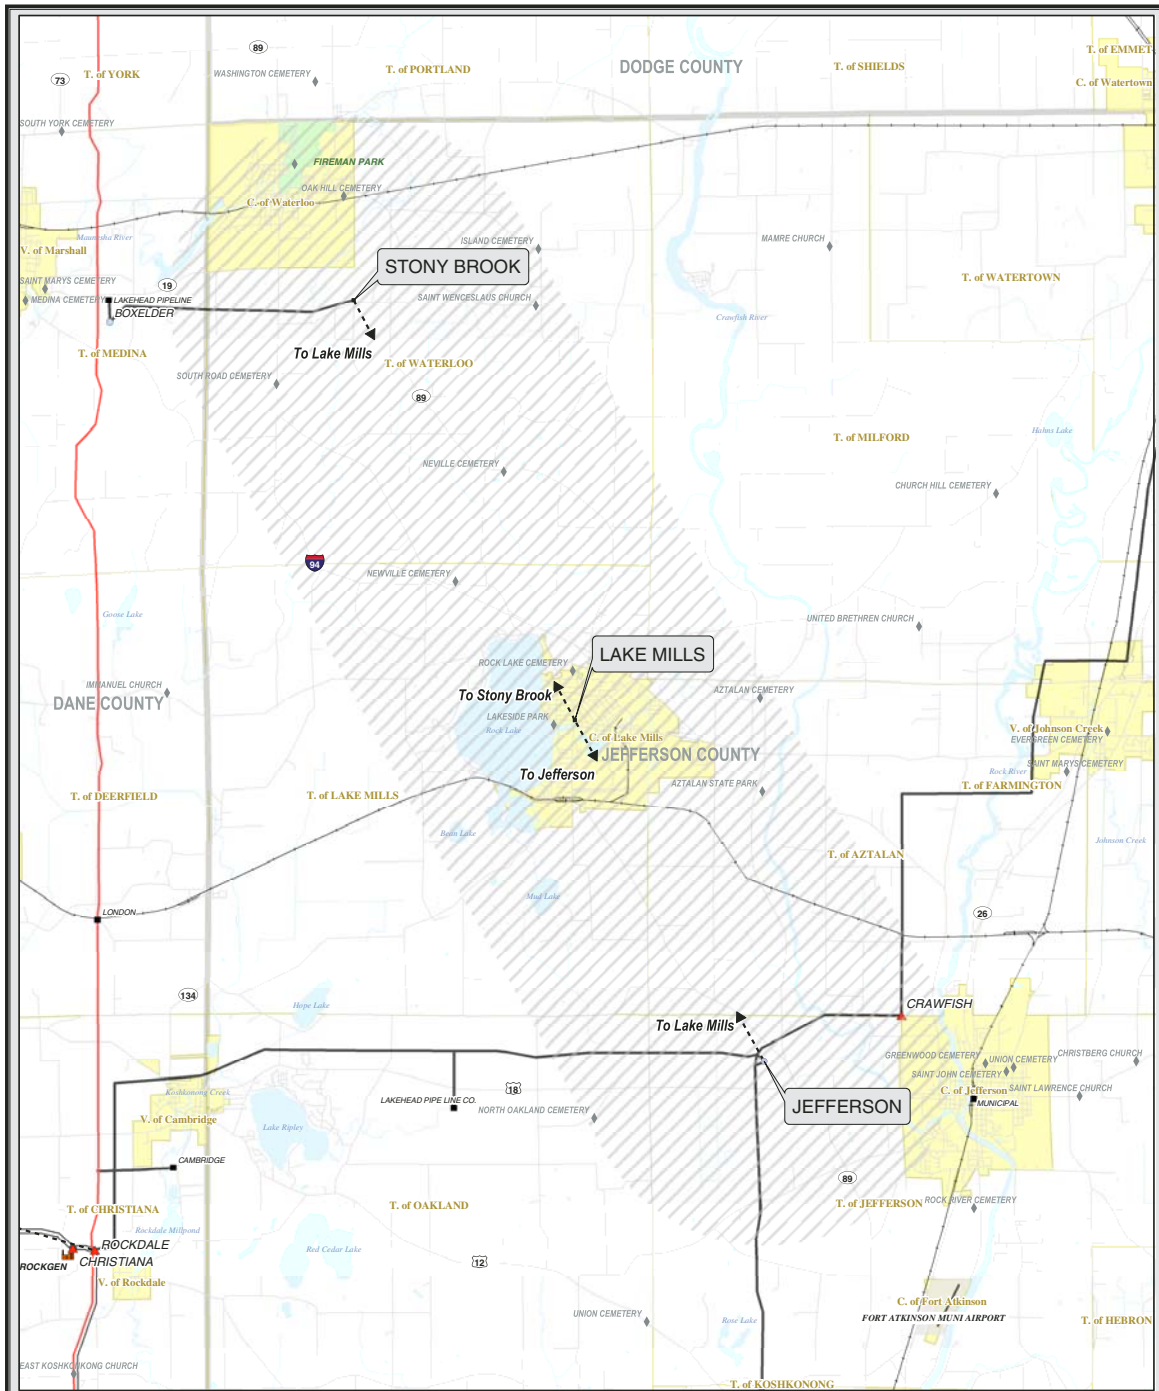 89
73
T. of YORK
WASHINGTON CEMETERY
T. of PORTLAND
DODGE COUNTY
T. of SHIELDS
T. of EMMET
C. of Watertown
SOUTH YORK CEMETERY
FIREMAN PARK
OAK HILL CEMETERY
C. of Waterloo
Maunesha River
V. of Marshall
ISLAND CEMETERY
MAMRE CHURCH
STONY BROOK
T. of WATERTOWN
SAINT MARYS CEMETERY
19
MEDINA CEMETERY
LAKEHEAD PIPELINE
BOXELDER
SAINT WENCESLAUS CHURCH
Crawfish River
T. of MEDINA
To Lake Mills
T. of WATERLOO
SOUTH ROAD CEMETERY
89
T. of MILFORD
Hahns Lake
NEVILLE CEMETERY
CHURCH HILL CEMETERY
94
NEWVILLE CEMETERY
Goose Lake
UNITED BRETHREN CHURCH
LAKE MILLS
ROCK LAKE CEMETERY
IMMANUEL CHURCH
To Stony Brook
AZTALAN CEMETERY
DANE COUNTY
LAKESIDE PARK
Rock Lake
C. of Lake Mills
V. of Johnson Creek
EVERGREEN CEMETERY
JEFFERSON COUNTY
SAINT MARYS CEMETERY
To Jefferson
Rock River
AZTALAN STATE PARK
T. of FARMINGTON
T. of DEERFIELD
T. of LAKE MILLS
Bean Lake
Johnson Creek
T. of AZTALAN
Mud Lake
LONDON
26
134
Hope Lake
CRAWFISH
To Lake Mills
GREENWOOD CEMETERY
UNION CEMETERY
CHRISTBERG CHURCH
SAINT JOHN CEMETERY
18
Koshkonong Creek
LAKEHEAD PIPE LINE CO.
JEFFERSON
C. of Jefferson
SAINT LAWRENCE CHURCH
MUNICIPAL
V. of Cambridge
NORTH OAKLAND CEMETERY
Lake Ripley
CAMBRIDGE
89
T. of CHRISTIANA
T. of OAKLAND
T. of JEFFERSON
ROCK RIVER CEMETERY
Rockdale Millpond
ROCKDALE
Red Cedar Lake
CHRISTIANA
ROCKGEN
12
V. of Rockdale
C. of Fort Atkinson
FORT ATKINSON MUNI AIRPORT
UNION CEMETERY
Rose Lake
T. of HEBRON
EAST KOSHKONONG CHURCH
T. of KOSHKONONG